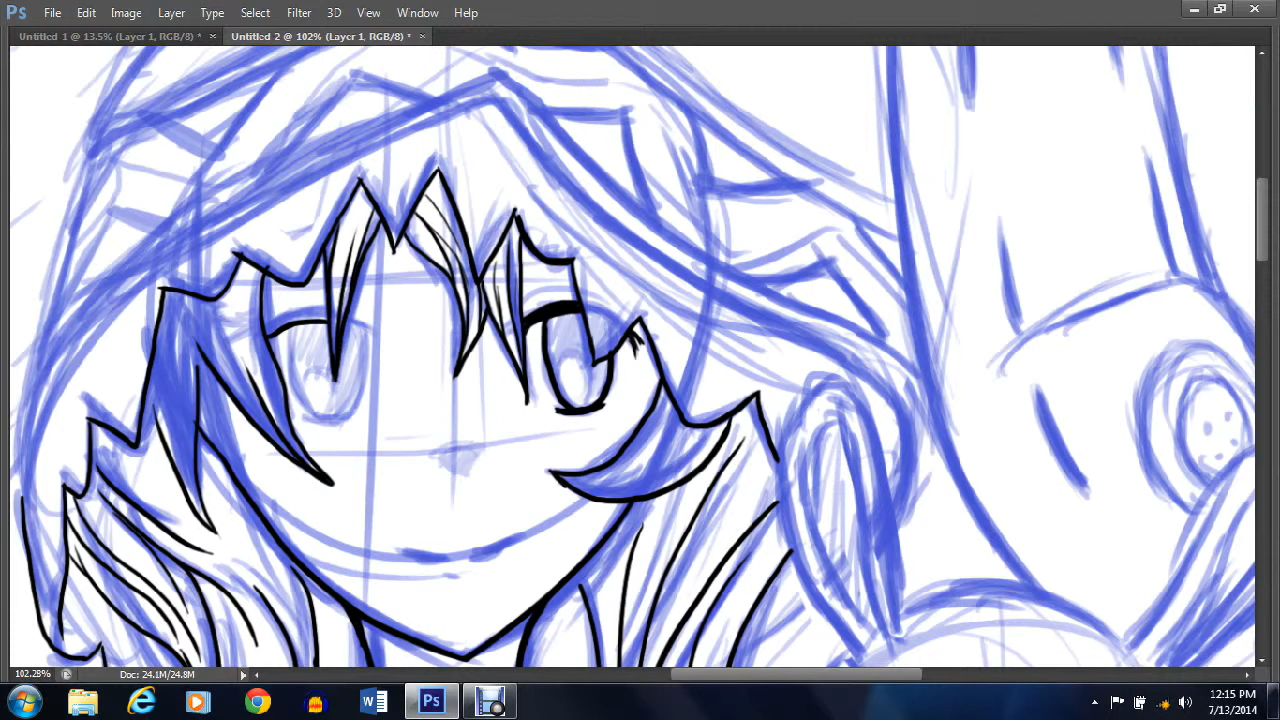 Ps File Edit Image Layer Type Select Filter 3D View Window Help
Untitled-1 @ 13.5% (Layer 1, RGB/8) * × Untitled-2 @ 102% (Layer 1, RGB/8) * ×
102.28% Doc: 24.1M/24.8M
W Ps
12:15 PM
7/13/2014